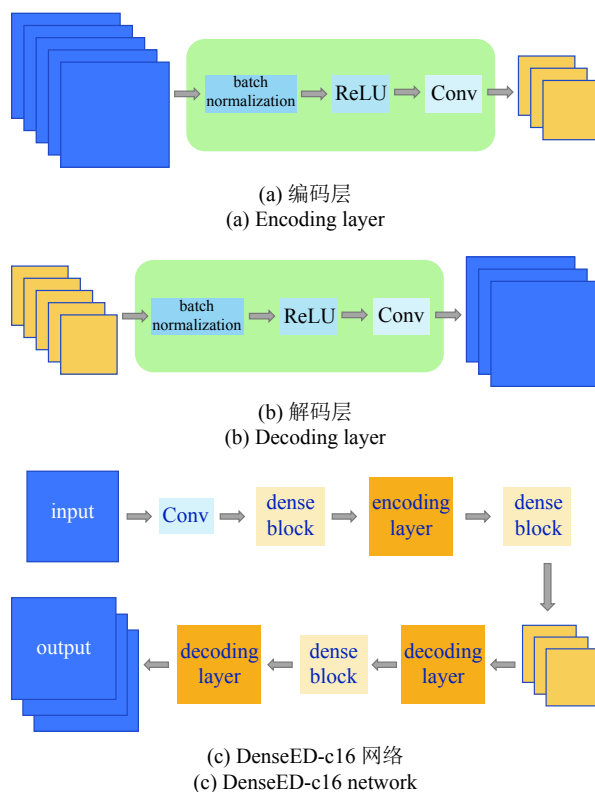 batch
normalization
ReLU
Conv
(a) 编码层
(a) Encoding layer
batch
normalization
ReLU
Conv
(b) 解码层
(b) Decoding layer
input
Conv
dense
block
encoding
layer
dense
block
output
decoding
layer
dense
block
decoding
layer
(c) DenseED-c16 网络
(c) DenseED-c16 network